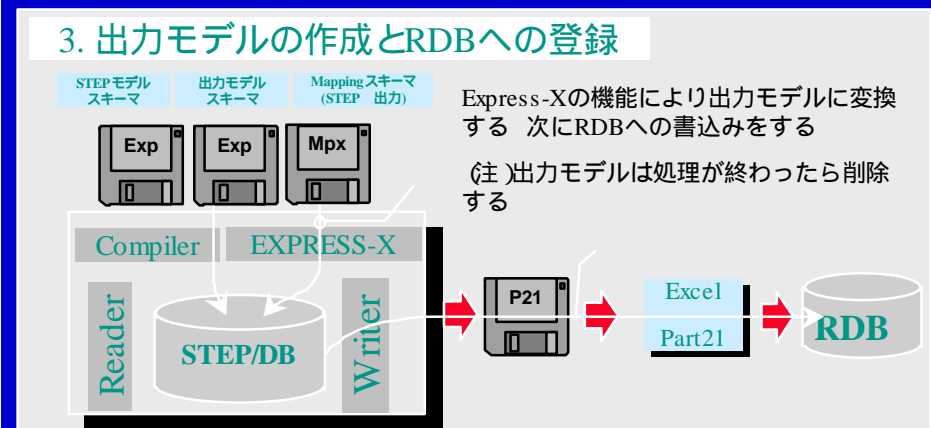 3. 出力モデルの作成とRDBへの登録
STEPモデル
スキーマ
出力モデル
スキーマ
Mappingスキーマ
(STEP 出力)
Exp
Exp
Mpx
Express-Xの機能により出力モデルに変換
する 次にRDBへの書込みをする
(注)出力モデルは処理が終わったら削除
する
Compiler
EXPRESS-X
Reader
STEP/DB
Writer
P21
Excel
Part21
RDB